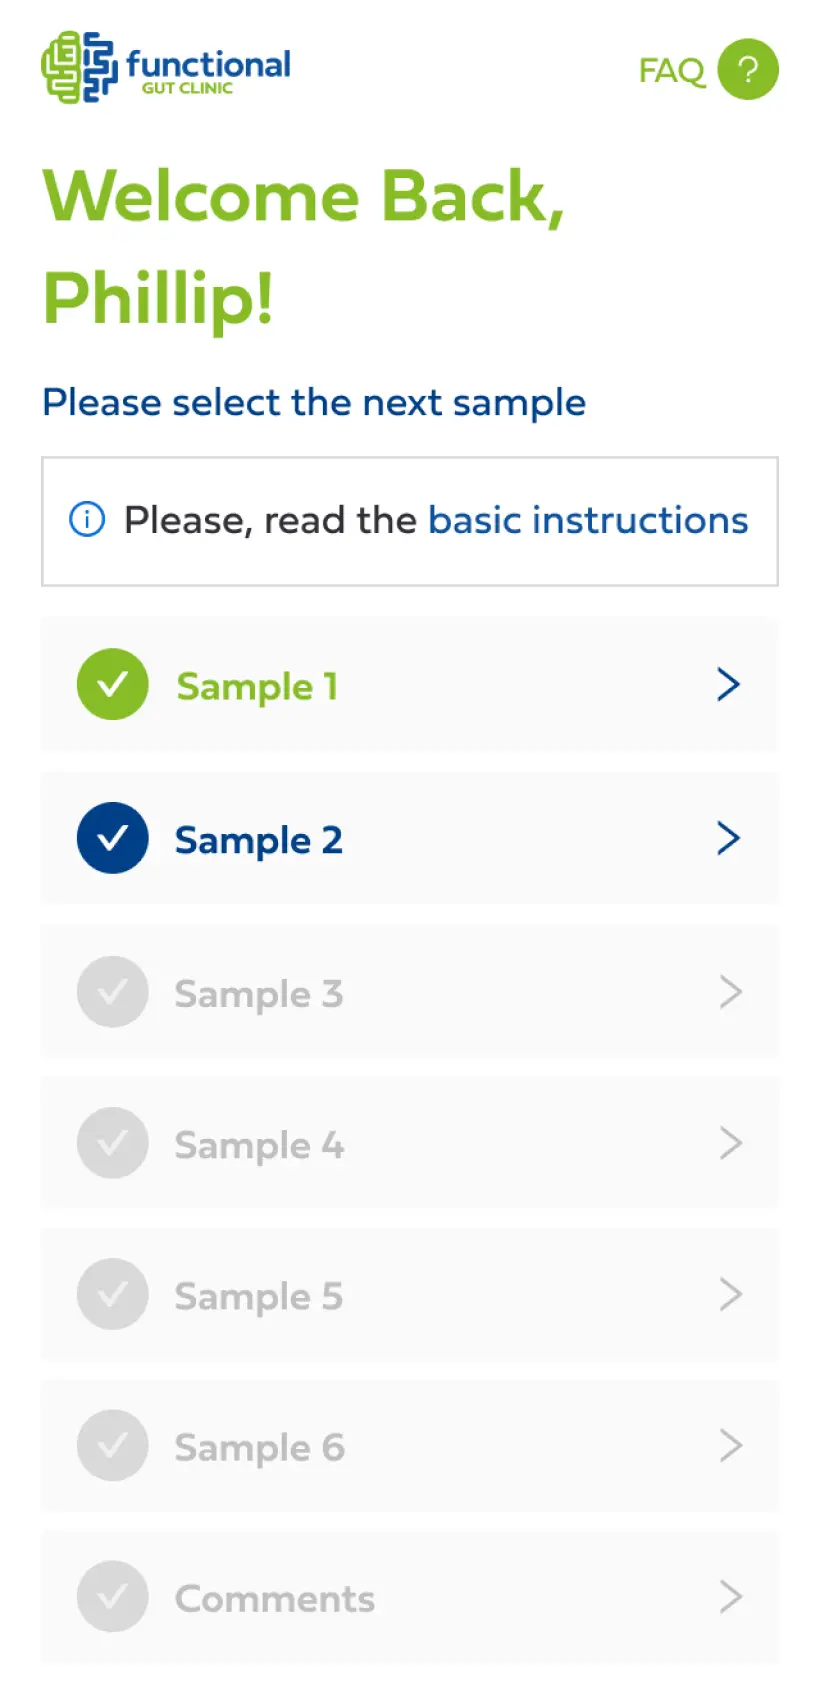 functional
GUT CLINIC
FAQ ?
Welcome Back,
Phillip!
Please select the next sample
Please, read the basic instructions
Sample 1
Sample 2
Sample 3
Sample 4
Sample 5
Sample 6
Comments